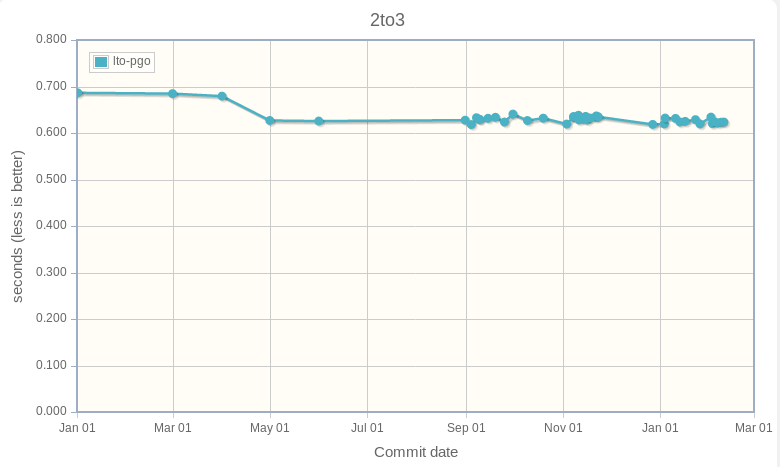 2to3
0.800
lto-pgo
0.700
0.600
0.500
0.400
0.300
0.200
0.100
0.000
seconds (less is better)
Jan 01 Mar 01 May 01 Jul 01 Sep 01 Nov 01 Jan 01 Mar 01
Commit date